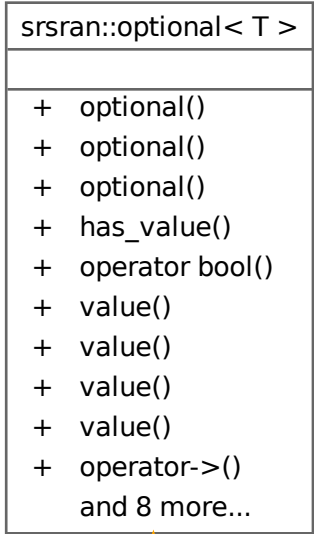 srsran::optional< T >
+ optional()
+ optional()
+ optional()
+ has_value()
+ operator bool()
+ value()
+ value()
+ value()
+ value()
+ operator->()
and 8 more...